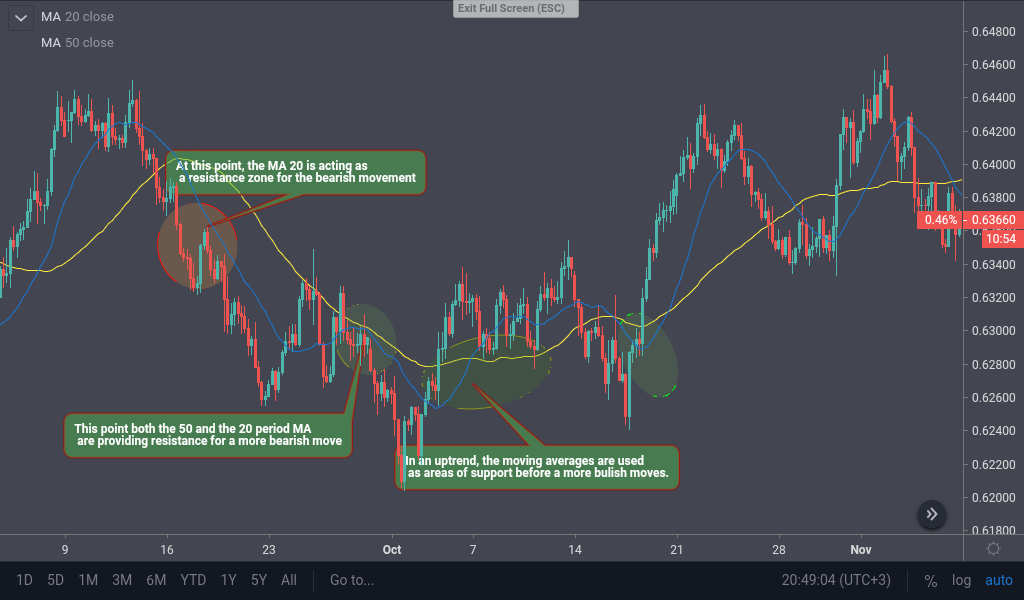 Exit Full Screen (ESC)
MA 20 close
MA 50 close
0.64800
0.64600
0.64400
0.64200
0.64000
0.63800
0.46%
0.63660
10:54
0.63400
0.63200
0.63000
0.62800
0.62600
0.62400
0.62200
0.62000
0.61800
At this point, the MA 20 is acting as
a resistance zone for the bearish movement
This point both the 50 and the 20 period MA
are providing resistance for a more bearish move
In an uptrend, the moving averages are used
as areas of support before a more bulish moves.
9 16 23 Oct 7 14 21 28 Nov
1D 5D 1M 3M 6M YTD 1Y 5Y All Go to... 20:49:04 (UTC+3) % log auto